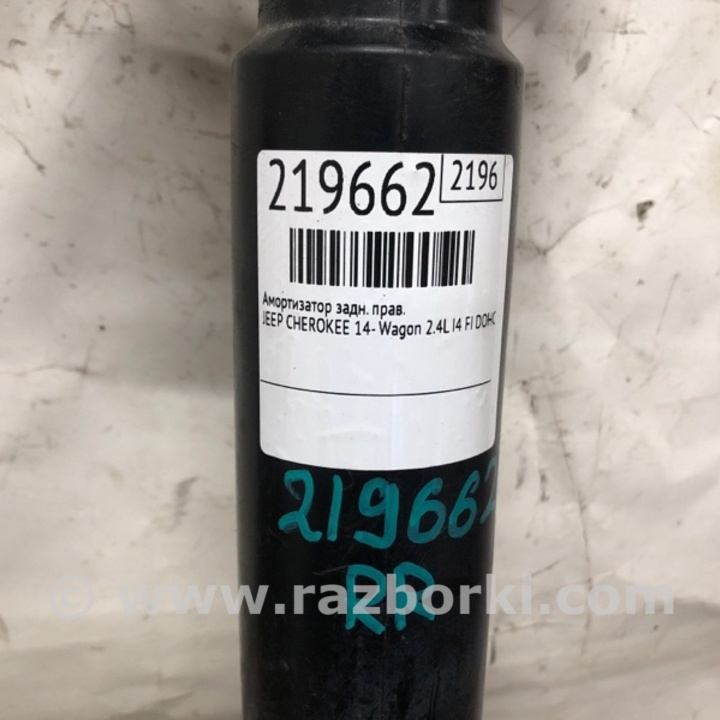 219662 2196
Амортизатор задн. прав.
JEEP CHEROKEE 14- Wagon 2.4L I4 FI DOHC
219662
RR
© www.razborki.com